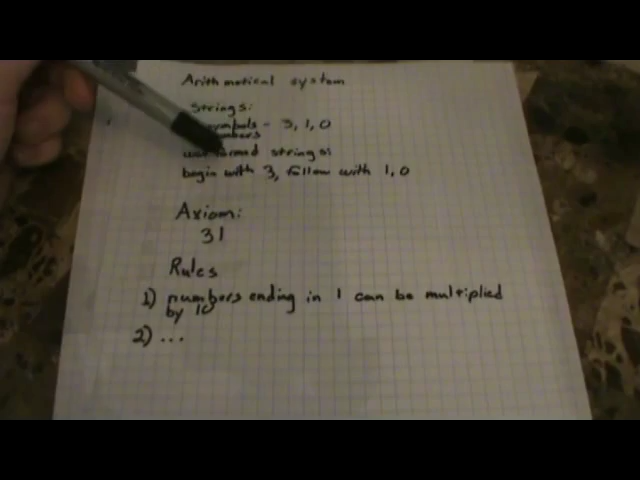 Arithmetical system
Strings:
symbols - 3, 1, 0
numbers
formed strings:
begin with 3, follow with 1, 0
Axiom:
31
Rules
1) numbers ending in 1 can be multiplied
by 10
2) ...